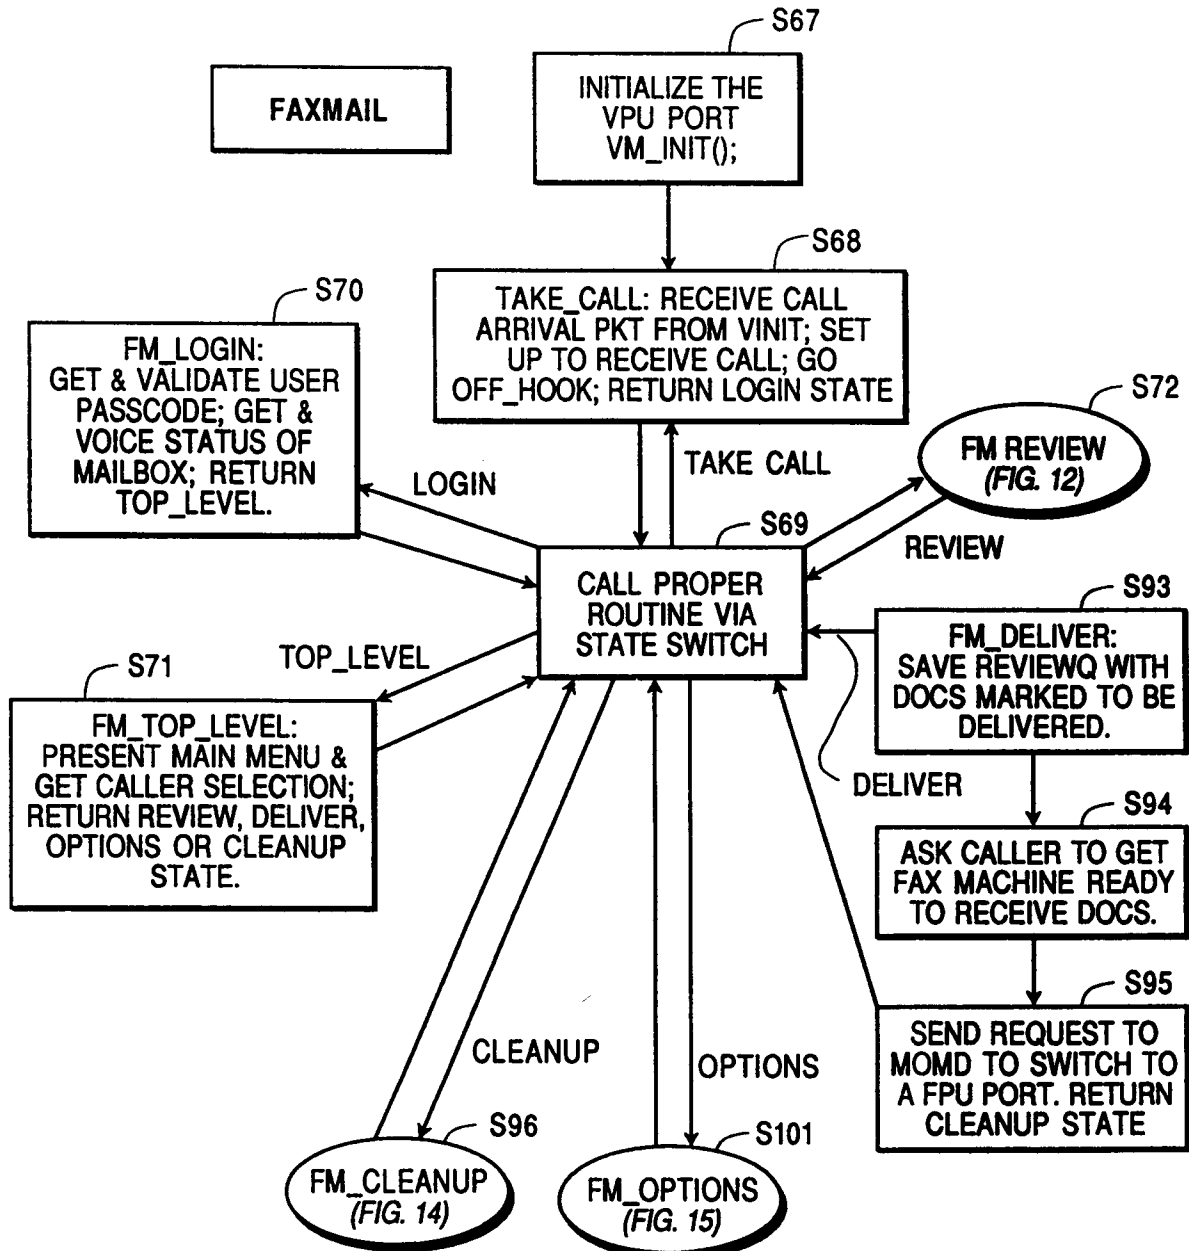 S67
FAXMAIL
INITIALIZE THE
VPU PORT
VM_INIT();
S68
TAKE_CALL: RECEIVE CALL
ARRIVAL PKT FROM VINIT; SET
UP TO RECEIVE CALL; GO
OFF_HOOK; RETURN LOGIN STATE
S70
FM_LOGIN:
GET & VALIDATE USER
PASSCODE; GET &
VOICE STATUS OF
MAILBOX; RETURN
TOP_LEVEL.
S72
FM REVIEW
(FIG. 12)
TAKE CALL
LOGIN
S69
REVIEW
CALL PROPER
ROUTINE VIA
STATE SWITCH
S93
FM_DELIVER:
SAVE REVIEWQ WITH
DOCS MARKED TO BE
DELIVERED.
TOP_LEVEL
S71
FM_TOP_LEVEL:
PRESENT MAIN MENU &
GET CALLER SELECTION;
RETURN REVIEW, DELIVER,
OPTIONS OR CLEANUP
STATE.
DELIVER
S94
ASK CALLER TO GET
FAX MACHINE READY
TO RECEIVE DOCS.
S95
SEND REQUEST TO
MOMD TO SWITCH TO
A FPU PORT. RETURN
CLEANUP STATE
CLEANUP
OPTIONS
S96
FM_CLEANUP
(FIG. 14)
S101
FM_OPTIONS
(FIG. 15)